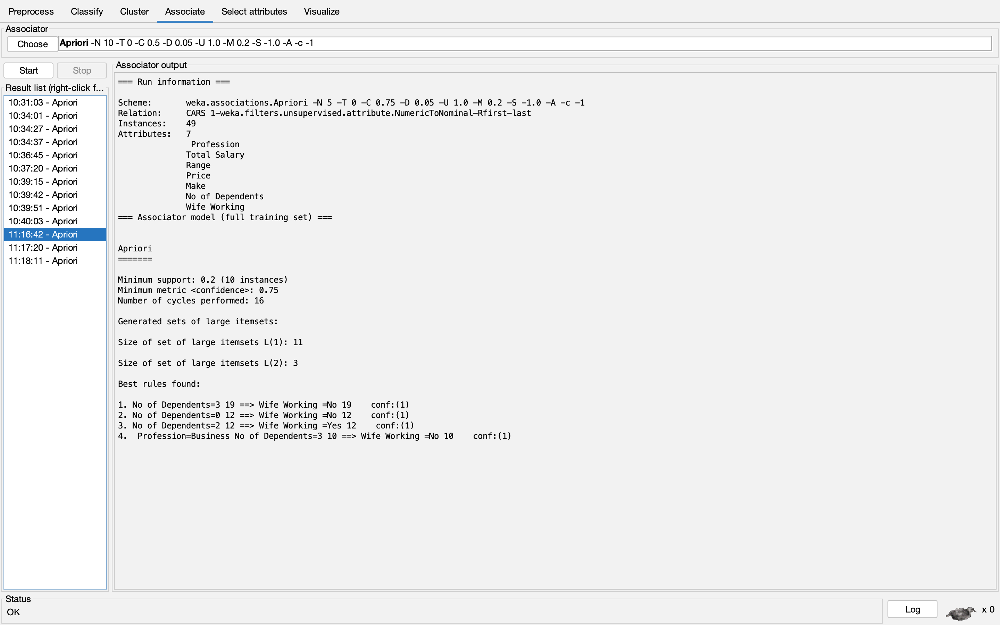 Preprocess Classify Cluster Associate Select attributes Visualize
Associator
Choose Apriori -N 10 -T 0 -C 0.5 -D 0.05 -U 1.0 -M 0.2 -S -1.0 -A -c -1
Start Stop
Result list (right-click f...
10:31:03 - Apriori
10:34:01 - Apriori
10:34:27 - Apriori
10:34:37 - Apriori
10:36:45 - Apriori
10:37:20 - Apriori
10:39:15 - Apriori
10:39:42 - Apriori
10:39:51 - Apriori
10:40:03 - Apriori
11:16:42 - Apriori
11:17:20 - Apriori
11:18:11 - Apriori
Associator output
=== Run information ===
Scheme: weka.associations.Apriori -N 5 -T 0 -C 0.75 -D 0.05 -U 1.0 -M 0.2 -S -1.0 -A -c -1
Relation: CARS 1-weka.filters.unsupervised.attribute.NumericToNominal-Rfirst-last
Instances: 49
Attributes: 7
Profession
Total Salary
Range
Price
Make
No of Dependents
Wife Working
=== Associator model (full training set) ===
Apriori
=======
Minimum support: 0.2 (10 instances)
Minimum metric <confidence>: 0.75
Number of cycles performed: 16
Generated sets of large itemsets:
Size of set of large itemsets L(1): 11
Size of set of large itemsets L(2): 3
Best rules found:
1. No of Dependents=3 19 ==> Wife Working =No 19 conf:(1)
2. No of Dependents=0 12 ==> Wife Working =No 12 conf:(1)
3. No of Dependents=2 12 ==> Wife Working =Yes 12 conf:(1)
4. Profession=Business No of Dependents=3 10 ==> Wife Working =No 10 conf:(1)
Status
OK
Log x 0